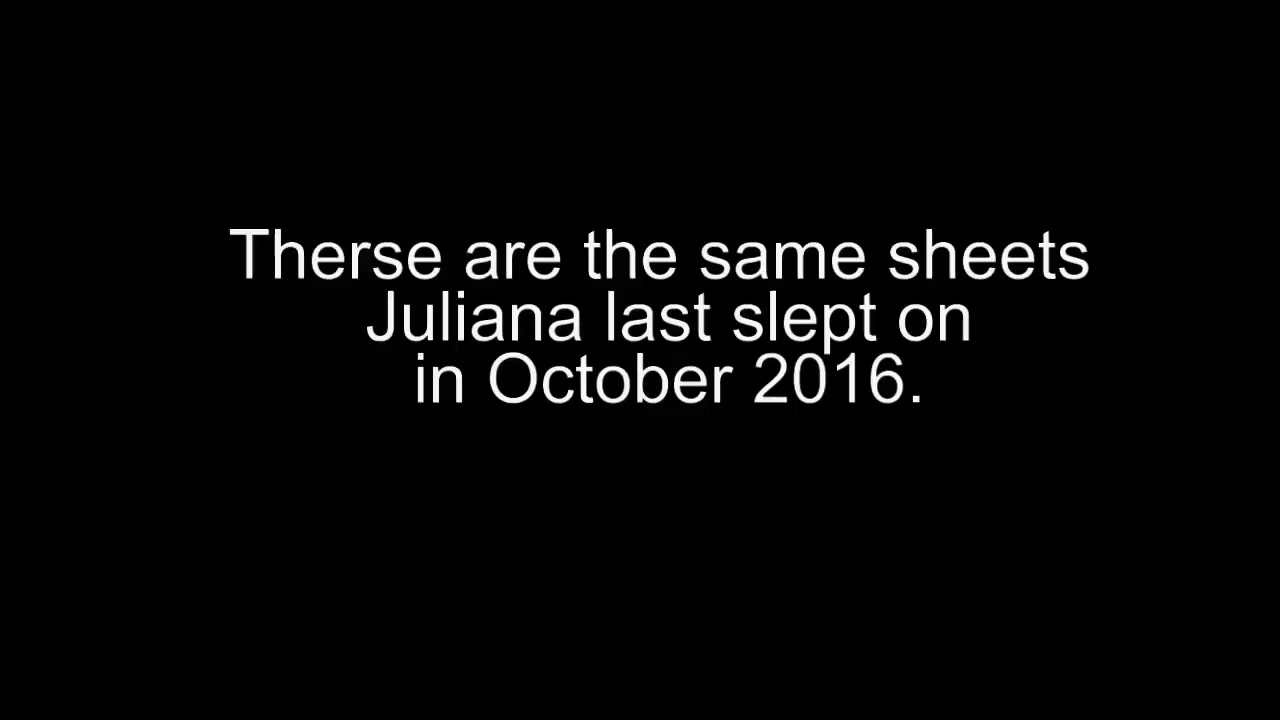 Therse are the same sheets
Juliana last slept on
in October 2016.